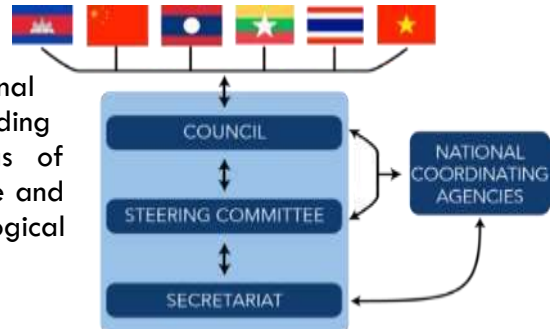 nal
ding
s of
e and
ogical
COUNCIL
STEERING COMMITTEE
SECRETARIAT
NATIONAL
COORDINATING
AGENCIES